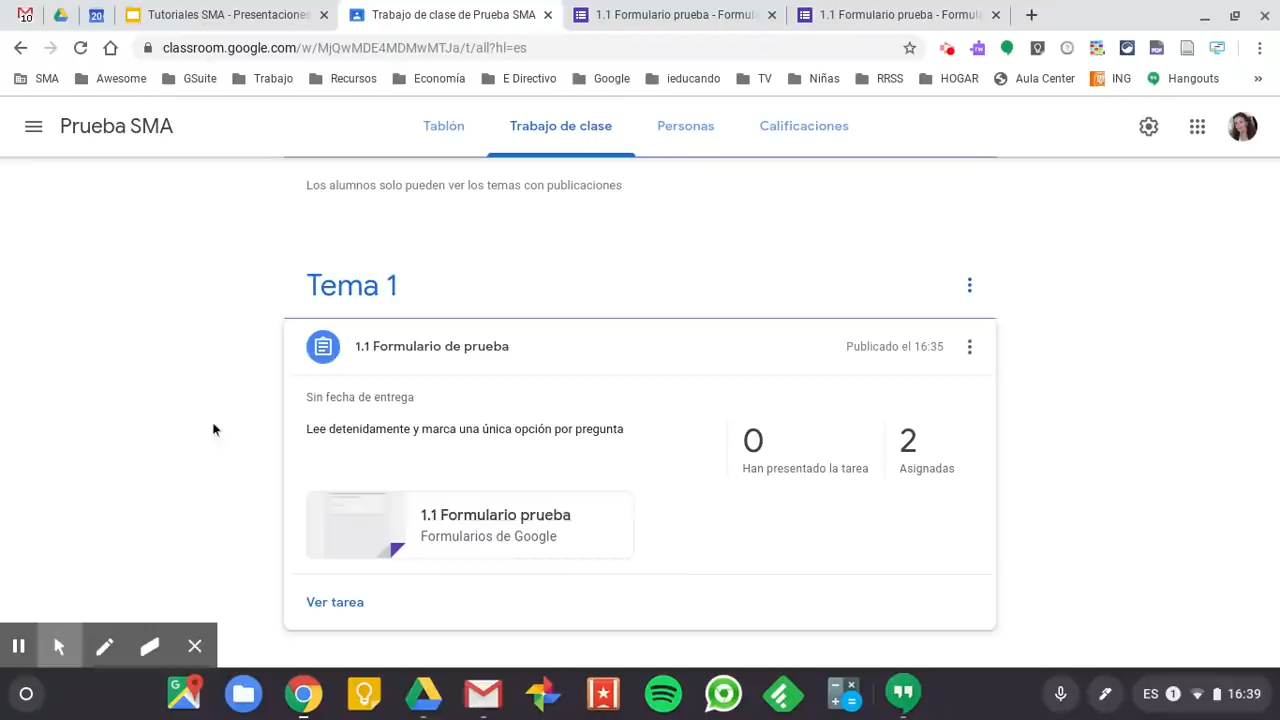 Tutoriales SMA - Presentaciones
Trabajo de clase de Prueba SMA
1.1 Formulario prueba - Formul
1.1 Formulario prueba - Formul
classroom.google.com/w/MjQwMDE4MDMwMTJa/t/all?hl=es
SMA
Awesome
GSuite
Trabajo
Recursos
Economía
E Directivo
Google
ieducando
TV
Niñas
RRSS
HOGAR
Aula Center
ING
Hangouts
»
Prueba SMA
Tablón
Trabajo de clase
Personas
Calificaciones
Los alumnos solo pueden ver los temas con publicaciones
Tema 1
1.1 Formulario de prueba
Publicado el 16:35
Sin fecha de entrega
Lee detenidamente y marca una única opción por pregunta
0
Han presentado la tarea
2
Asignadas
1.1 Formulario prueba
Formularios de Google
Ver tarea
ES
1
16:39